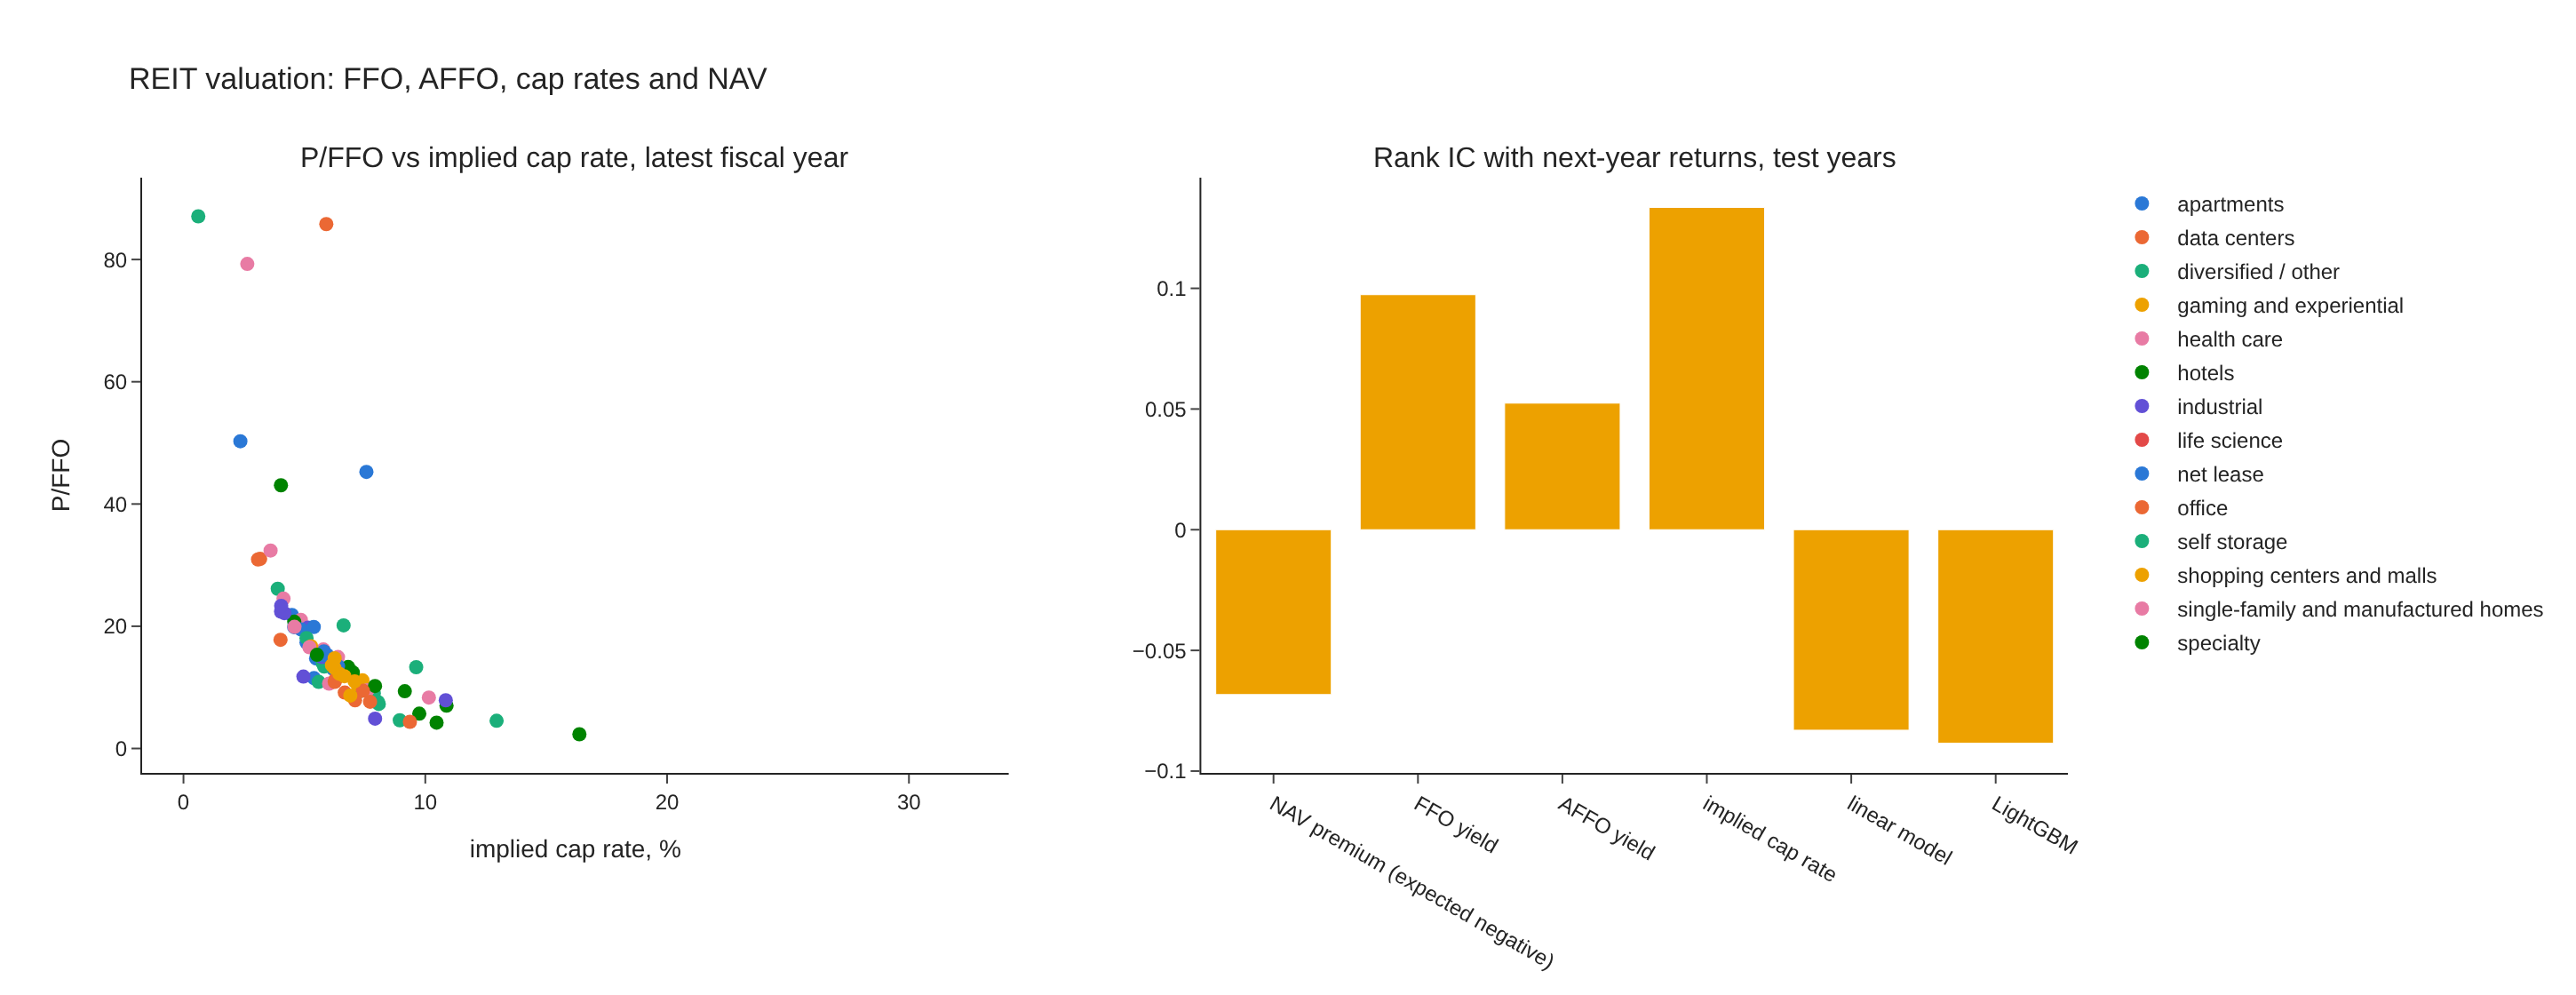 REIT valuation: FFO, AFFO, cap rates and NAV
P/FFO vs implied cap rate, latest fiscal year
P/FFO
80
60
40
20
0
0
10
20
30
implied cap rate, %
Rank IC with next-year returns, test years
0.1
0.05
0
−0.05
−0.1
NAV premium (expected negative)
FFO yield
AFFO yield
implied cap rate
linear model
LightGBM
apartments
data centers
diversified / other
gaming and experiential
health care
hotels
industrial
life science
net lease
office
self storage
shopping centers and malls
single-family and manufactured homes
specialty